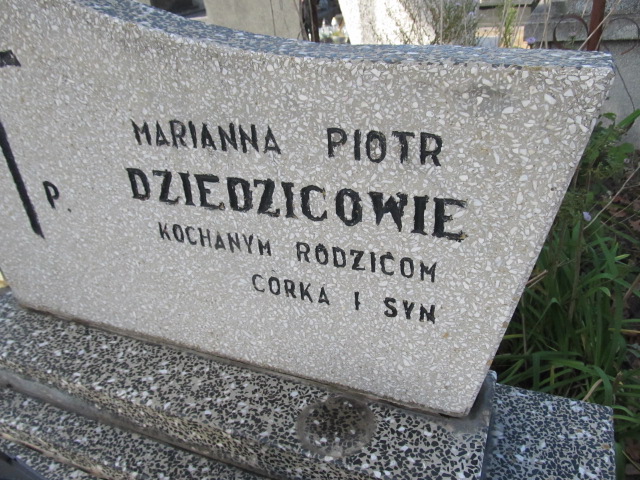 MARIANNA PIOTR
P. DZIEDZICOWIE
KOCHANYM RODZICOM
CORKA I SYN